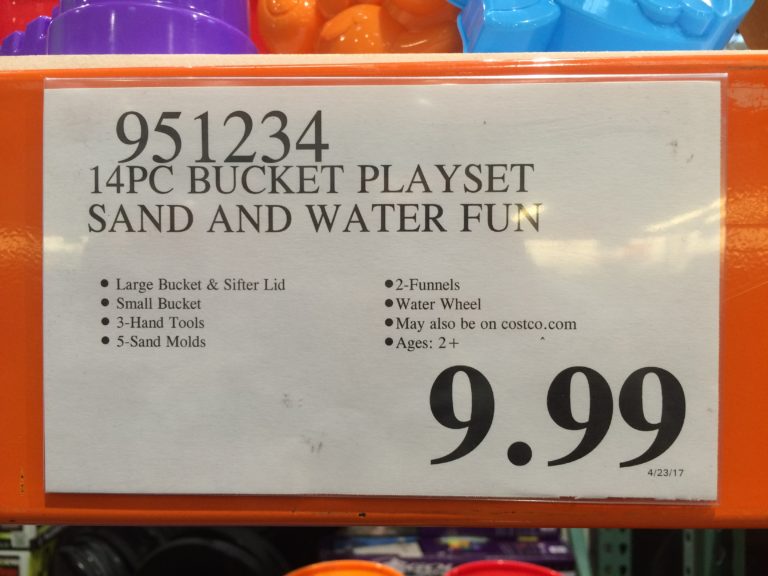 951234
14PC BUCKET PLAYSET
SAND AND WATER FUN
● Large Bucket & Sifter Lid
● Small Bucket
● 3-Hand Tools
● 5-Sand Molds
●2-Funnels
●Water Wheel
●May also be on costco.com
●Ages: 2+
9.99
4/23/17